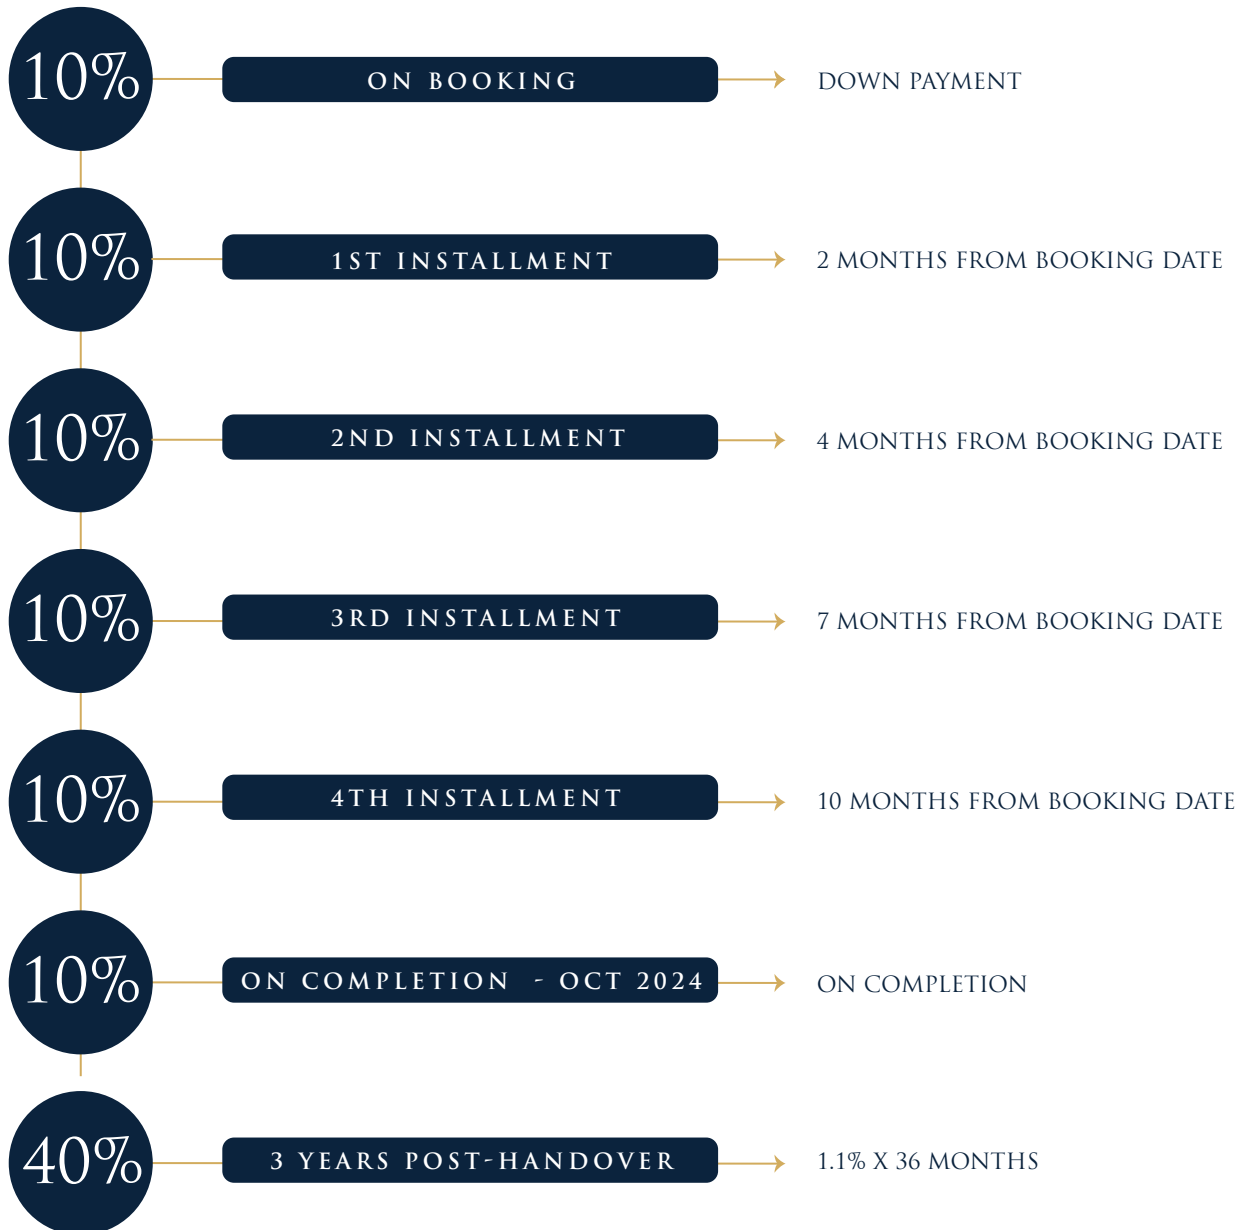 10% ON BOOKING DOWN PAYMENT
10% 1ST INSTALLMENT 2 MONTHS FROM BOOKING DATE
10% 2ND INSTALLMENT 4 MONTHS FROM BOOKING DATE
10% 3RD INSTALLMENT 7 MONTHS FROM BOOKING DATE
10% 4TH INSTALLMENT 10 MONTHS FROM BOOKING DATE
10% ON COMPLETION - OCT 2024 ON COMPLETION
40% 3 YEARS POST-HANDOVER 1.1% X 36 MONTHS